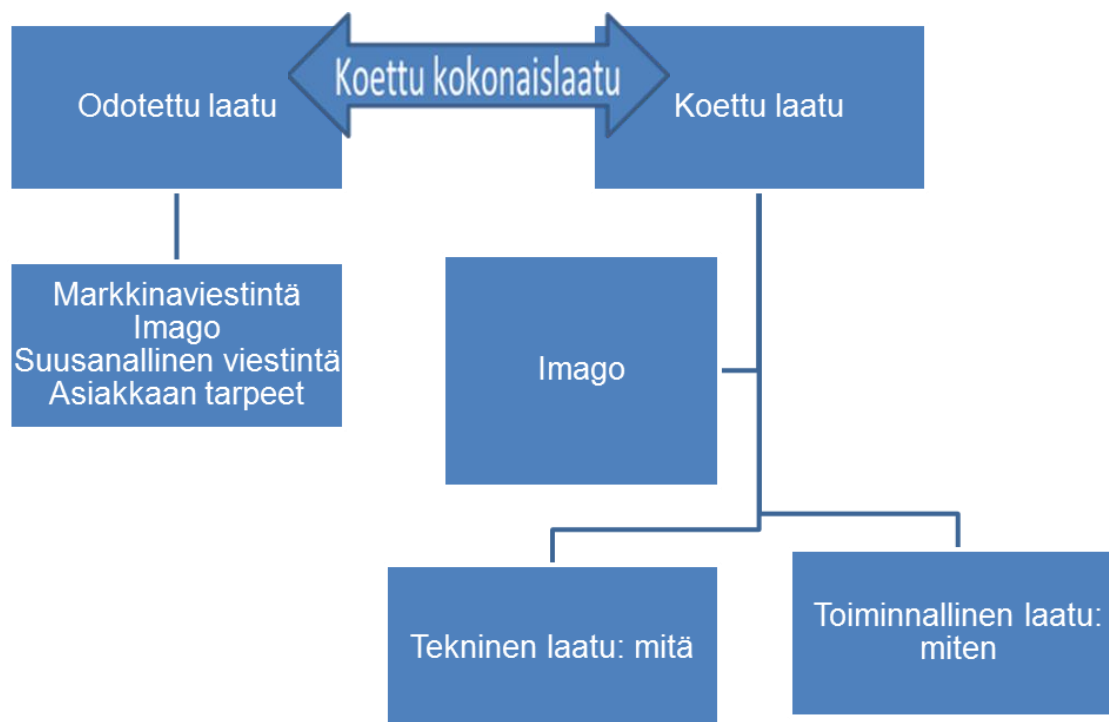 Koettu kokonaislaatu
Odotettu laatu
Koettu laatu
Markkinaviestintä
Imago
Suusanallinen viestintä
Asiakkaan tarpeet
Imago
Tekninen laatu: mitä
Toiminnallinen laatu:
miten